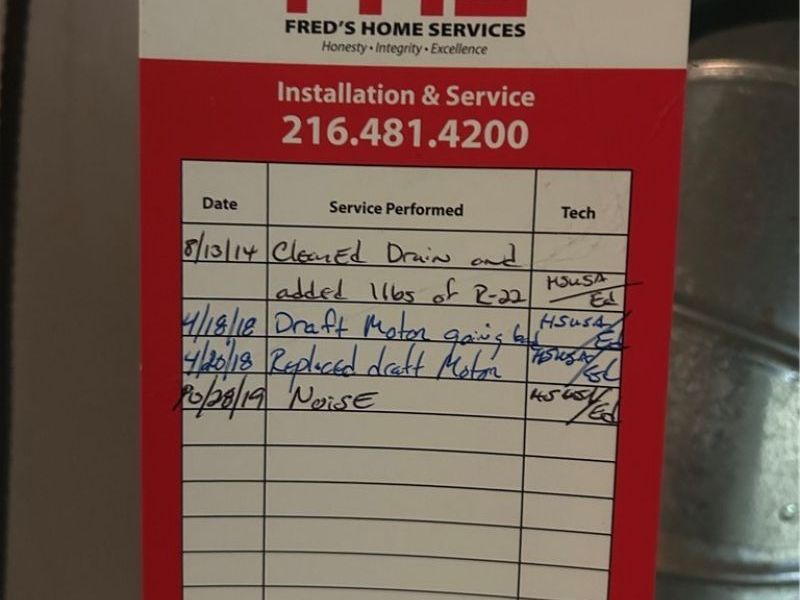 FRED'S HOME SERVICES
Honesty • Integrity • Excellence
Installation & Service
216.481.4200
Date Service Performed Tech
8/13/14 Cleaned Drain and
added 1lbs of R-22 HSUSA/Ed
4/18/18 Draft Motor going bad HSUSA/Ed
4/20/18 Replaced draft Motor HSUSA/Ed
10/28/19 NoisE HSUSA/Ed